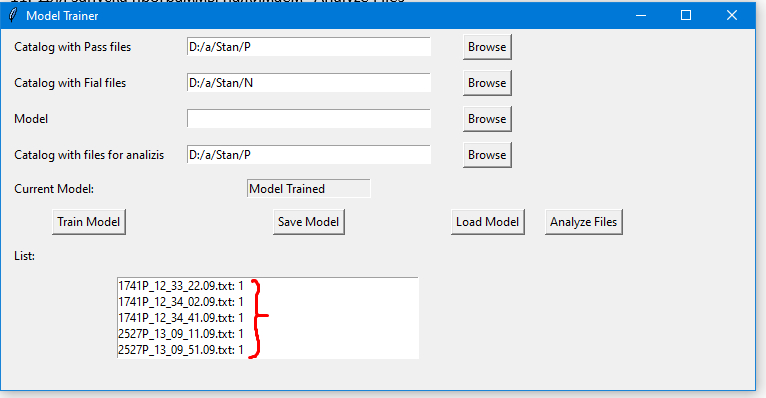 Model Trainer
Catalog with Pass files D:/a/Stan/P Browse
Catalog with Fial files D:/a/Stan/N Browse
Model Browse
Catalog with files for analizis D:/a/Stan/P Browse
Current Model: Model Trained
Train Model Save Model Load Model Analyze Files
List:
1741P_12_33_22.09.txt: 1
1741P_12_34_02.09.txt: 1
1741P_12_34_41.09.txt: 1
2527P_13_09_11.09.txt: 1
2527P_13_09_51.09.txt: 1